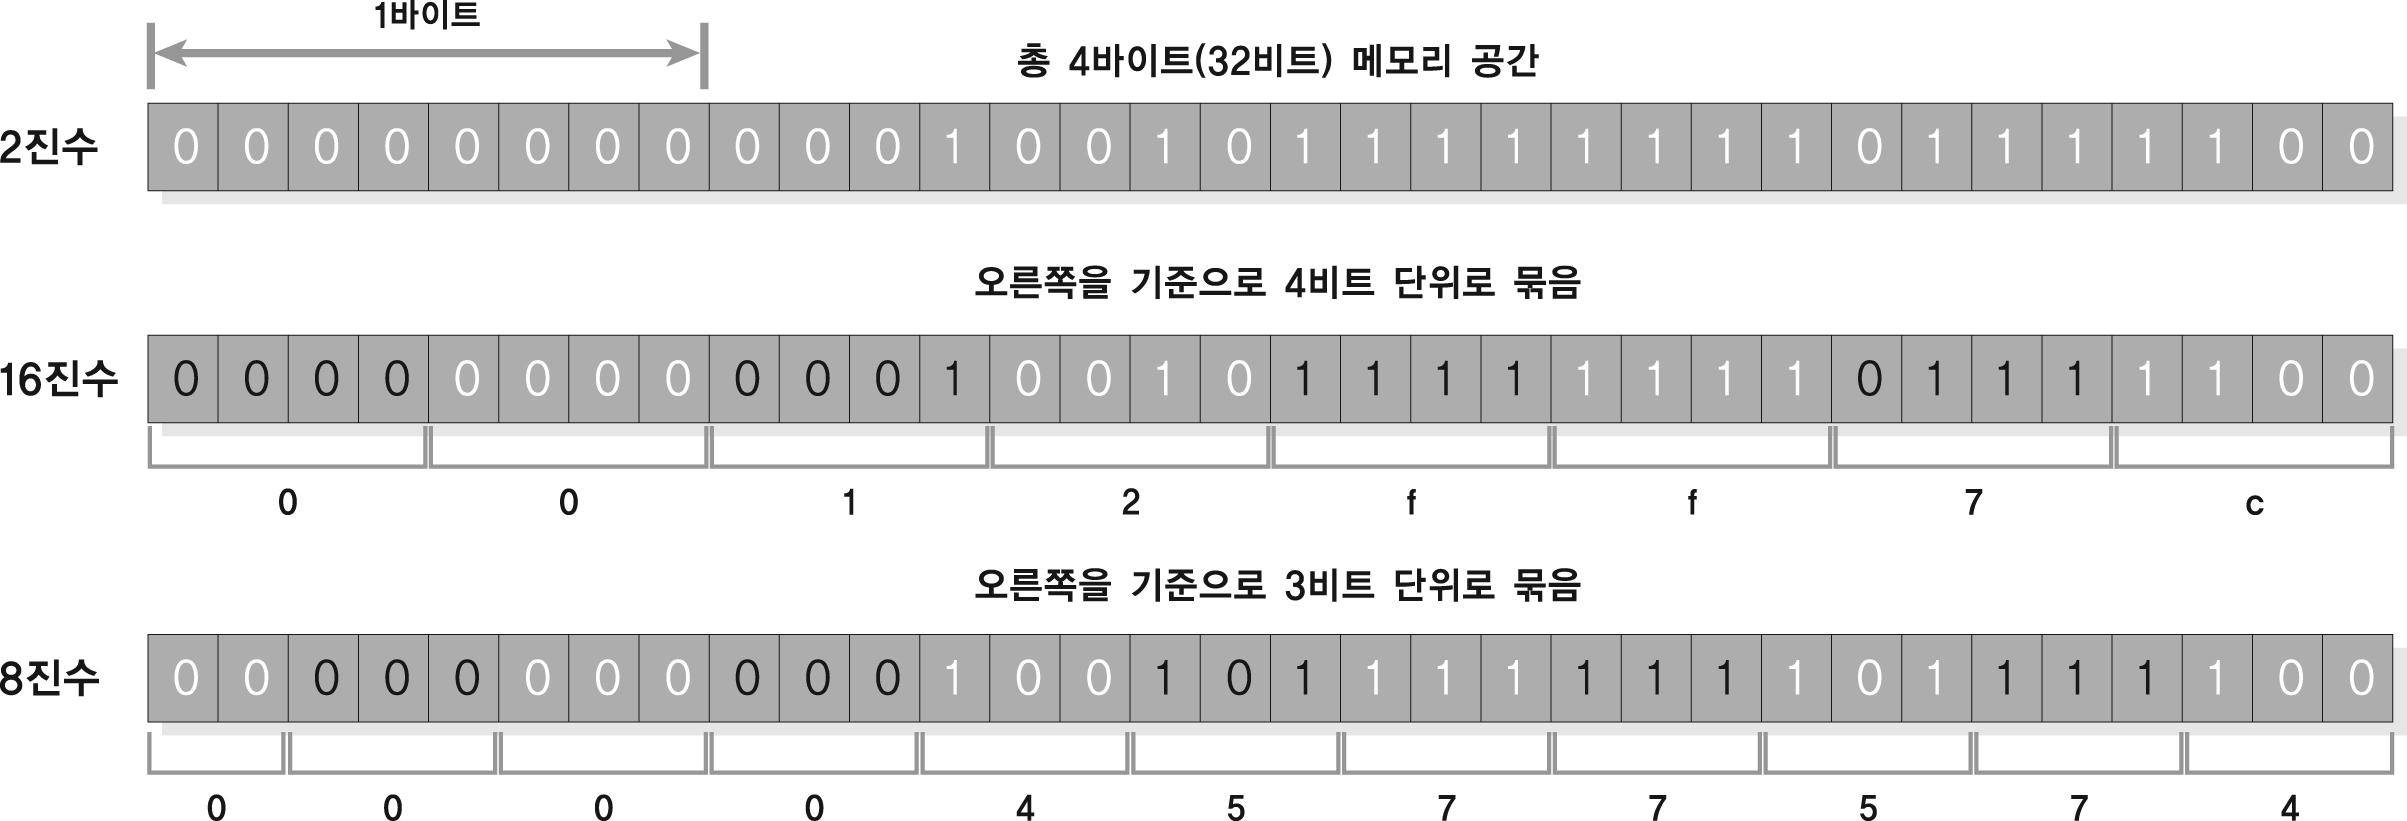 1바이트
총 4바이트(32비트) 메모리 공간
2진수 0 0 0 0 0 0 0 0 0 0 0 1 0 0 1 0 1 1 1 1 1 1 1 1 0 1 1 1 1 1 0 0
오른쪽을 기준으로 4비트 단위로 묶음
16진수 0 0 0 0 0 0 0 0 0 0 0 1 0 0 1 0 1 1 1 1 1 1 1 1 0 1 1 1 1 1 0 0
0 0 1 2 f f 7 c
오른쪽을 기준으로 3비트 단위로 묶음
8진수 0 0 0 0 0 0 0 0 0 0 0 1 0 0 1 0 1 1 1 1 1 1 1 1 0 1 1 1 1 1 0 0
0 0 0 0 4 5 7 7 5 7 4